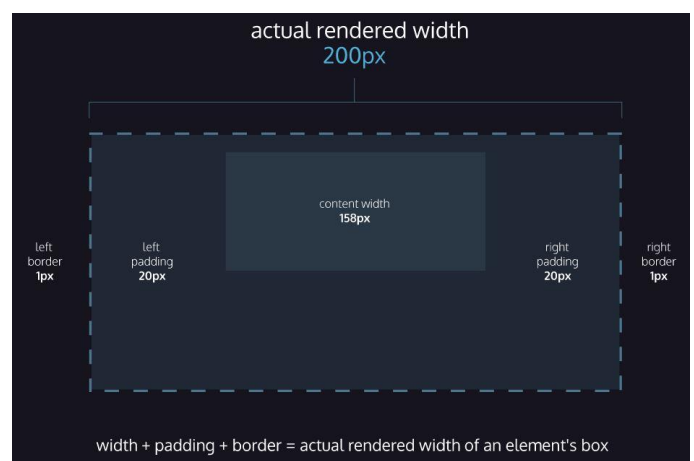 actual rendered width
200px
content width
158px
left
border
1px
left
padding
20px
right
padding
20px
right
border
1px
width + padding + border = actual rendered width of an element's box